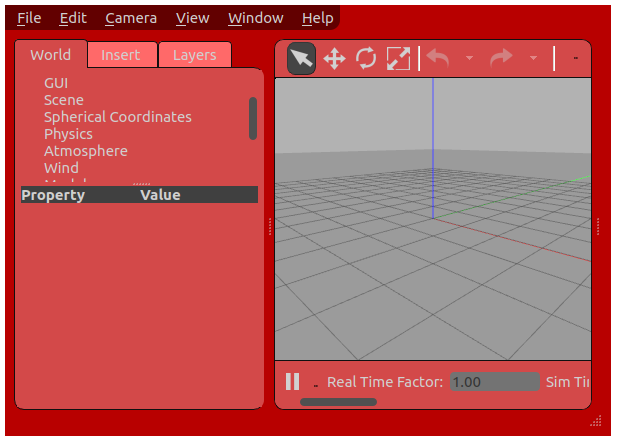 File Edit Camera View Window Help
World Insert Layers
GUI
Scene
Spherical Coordinates
Physics
Atmosphere
Wind
Property Value
Real Time Factor: 1.00 Sim